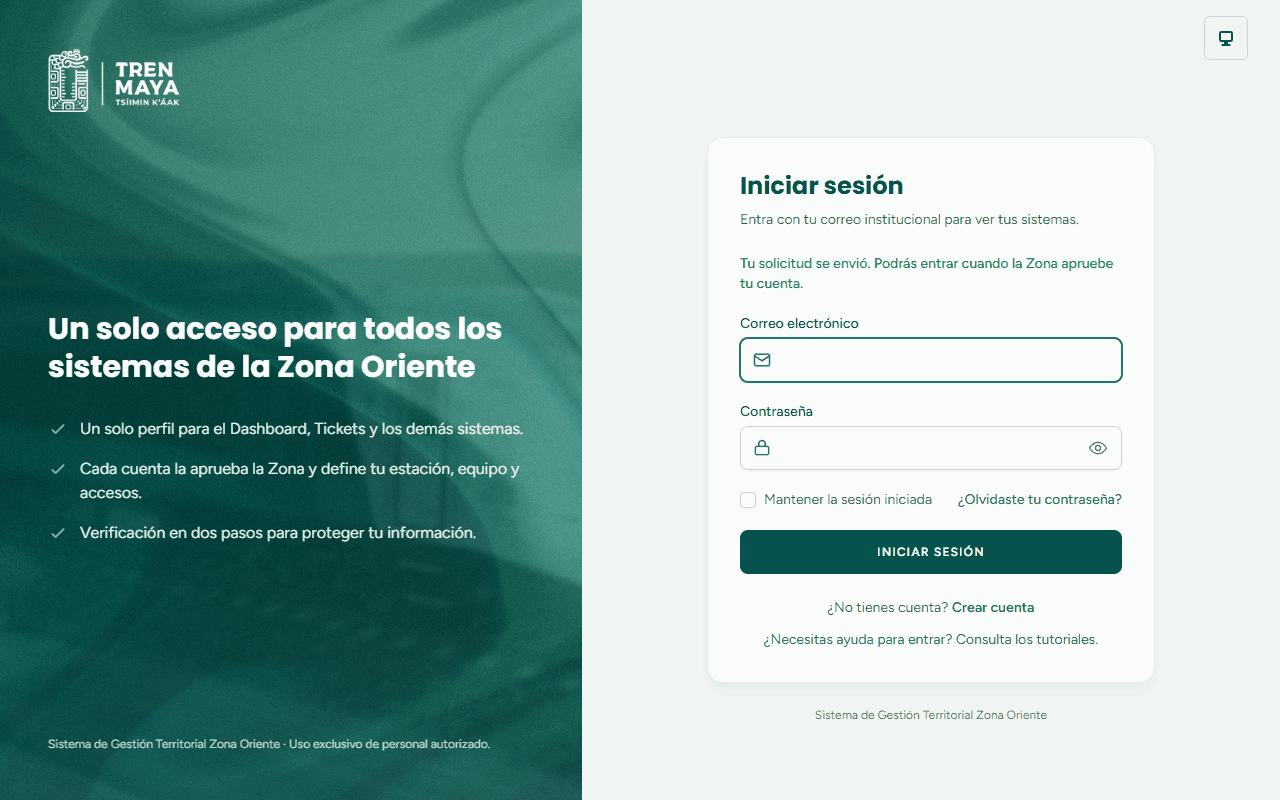 TREN
MAYA
TSÍIMIN K'ÁAK
Un solo acceso para todos los
sistemas de la Zona Oriente
Un solo perfil para el Dashboard, Tickets y los demás sistemas.
Cada cuenta la aprueba la Zona y define tu estación, equipo y
accesos.
Verificación en dos pasos para proteger tu información.
Sistema de Gestión Territorial Zona Oriente · Uso exclusivo de personal autorizado.
Iniciar sesión
Entra con tu correo institucional para ver tus sistemas.
Tu solicitud se envió. Podrás entrar cuando la Zona apruebe
tu cuenta.
Correo electrónico
Contraseña
Mantener la sesión iniciada
¿Olvidaste tu contraseña?
INICIAR SESIÓN
¿No tienes cuenta? Crear cuenta
¿Necesitas ayuda para entrar? Consulta los tutoriales.
Sistema de Gestión Territorial Zona Oriente